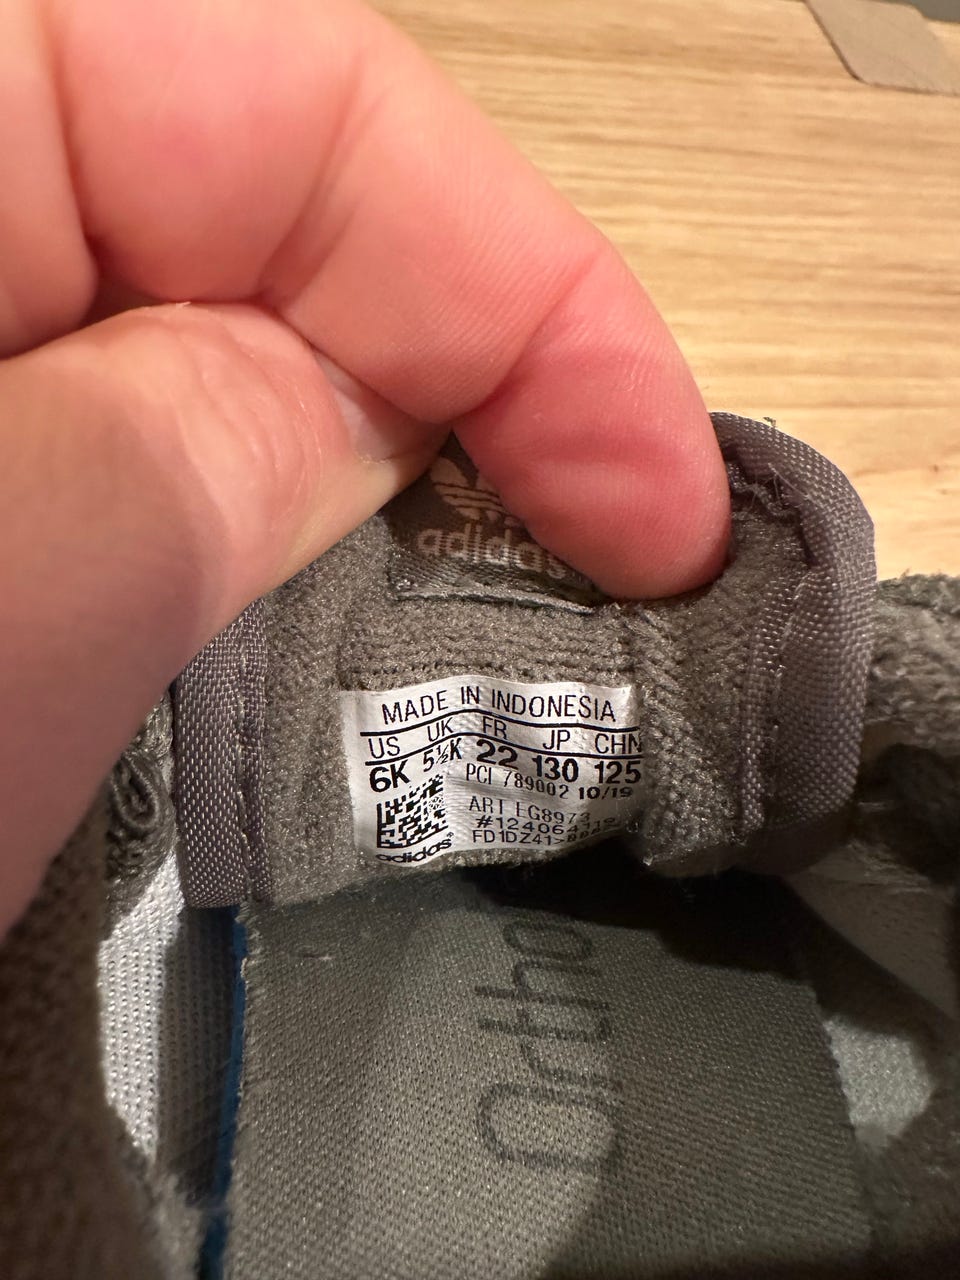 adidas
MADE IN INDONESIA
US UK FR JP CHN
6K 5½K 22 130 125
PCI 789002 10/19
ART
adidas
Ortho